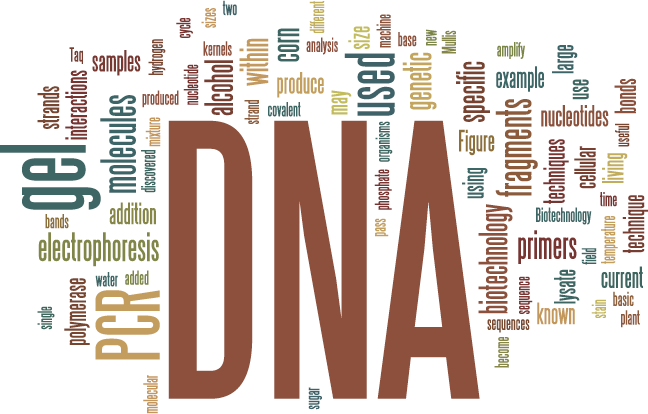 two
sizes
different
cycle
machine
base
new
Mullis
size
corn
kernels
analysis
amplify
Taq
samples
hydrogen
within
large
alcohol
used
genetic
specific
example
use
produce
bonds
strands
interactions
produced
nucleotide
may
strand
covalent
nucleotides
molecules
mixture
fragments
useful
gel
DNA
organisms
Figure
techniques
cellular
living
discovered
phosphate
using
time
bands
addition
pass
biotechnology
Biotechnology
temperature
technique
electrophoresis
primers
field
water
added
sequence
lysate
current
polymerase
PCR
single
sequences
known
stain
basic
plant
become
molecular
sugar